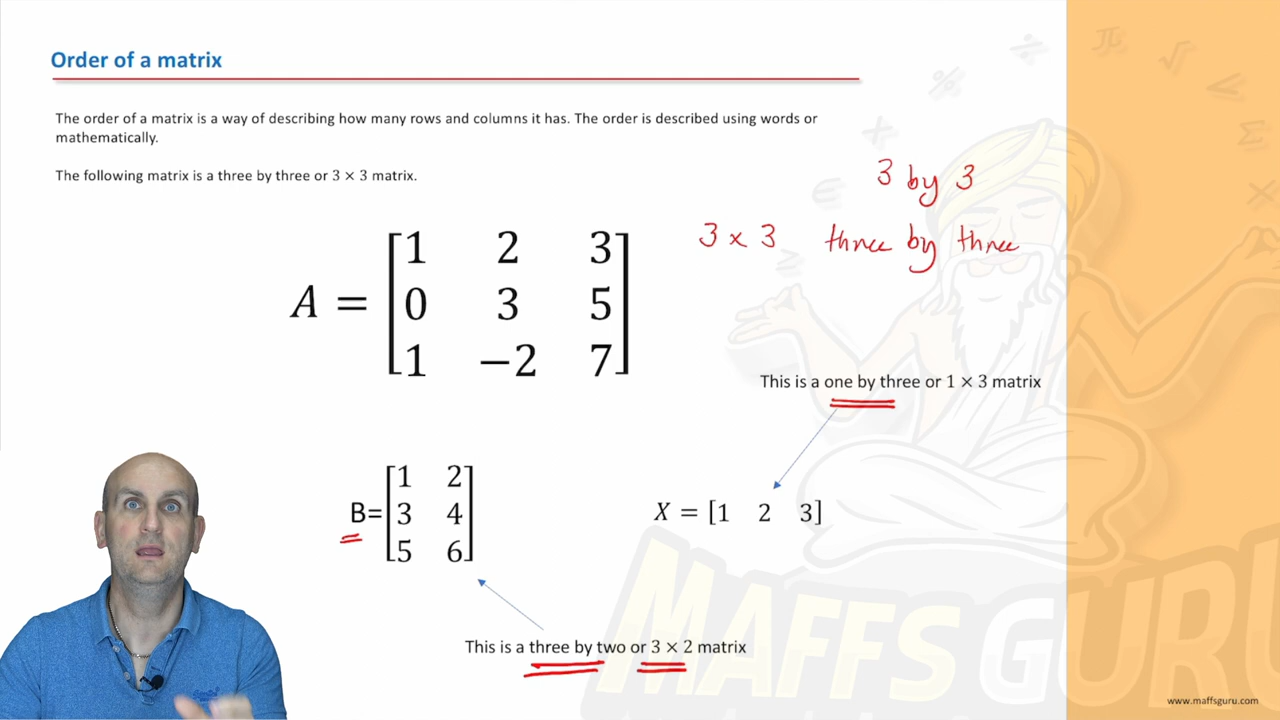 Order of a matrix
The order of a matrix is a way of describing how many rows and columns it has. The order is described using words or
mathematically.
The following matrix is a three by three or 3 × 3 matrix.
3 by 3
3 × 3 three by three
A = [1 2 3
0 3 5
1 −2 7]
This is a one by three or 1 × 3 matrix
B= [1 2
3 4
5 6]
X = [1 2 3]
This is a three by two or 3 × 2 matrix
MAFFS GURU
www.maffsguru.com